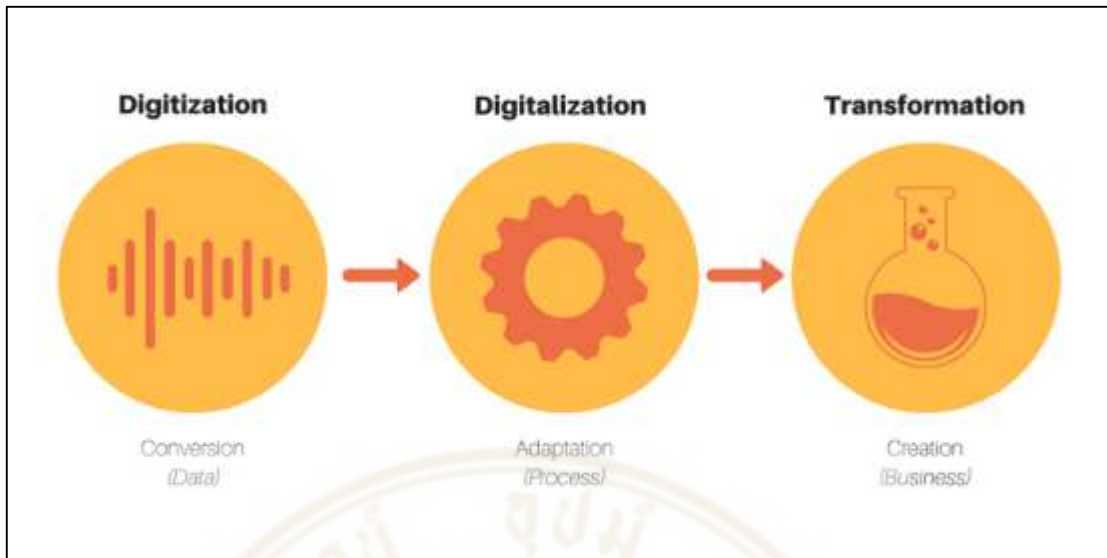 Digitization
Digitalization
Transformation
Conversion
(Data)
Adaptation
(Process)
Creation
(Business)